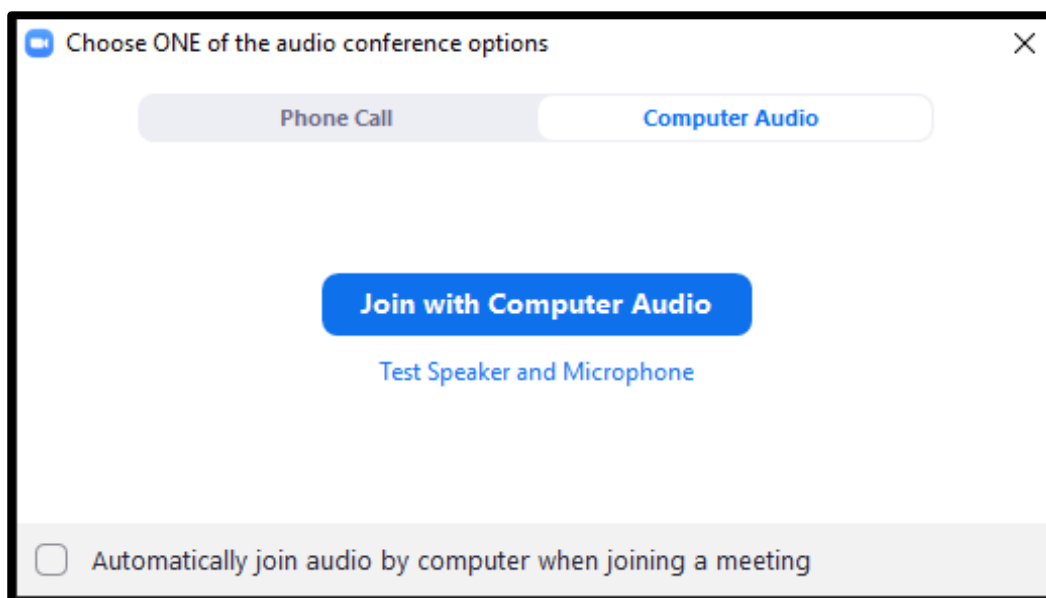 Choose ONE of the audio conference options
Phone Call Computer Audio
Join with Computer Audio
Test Speaker and Microphone
Automatically join audio by computer when joining a meeting